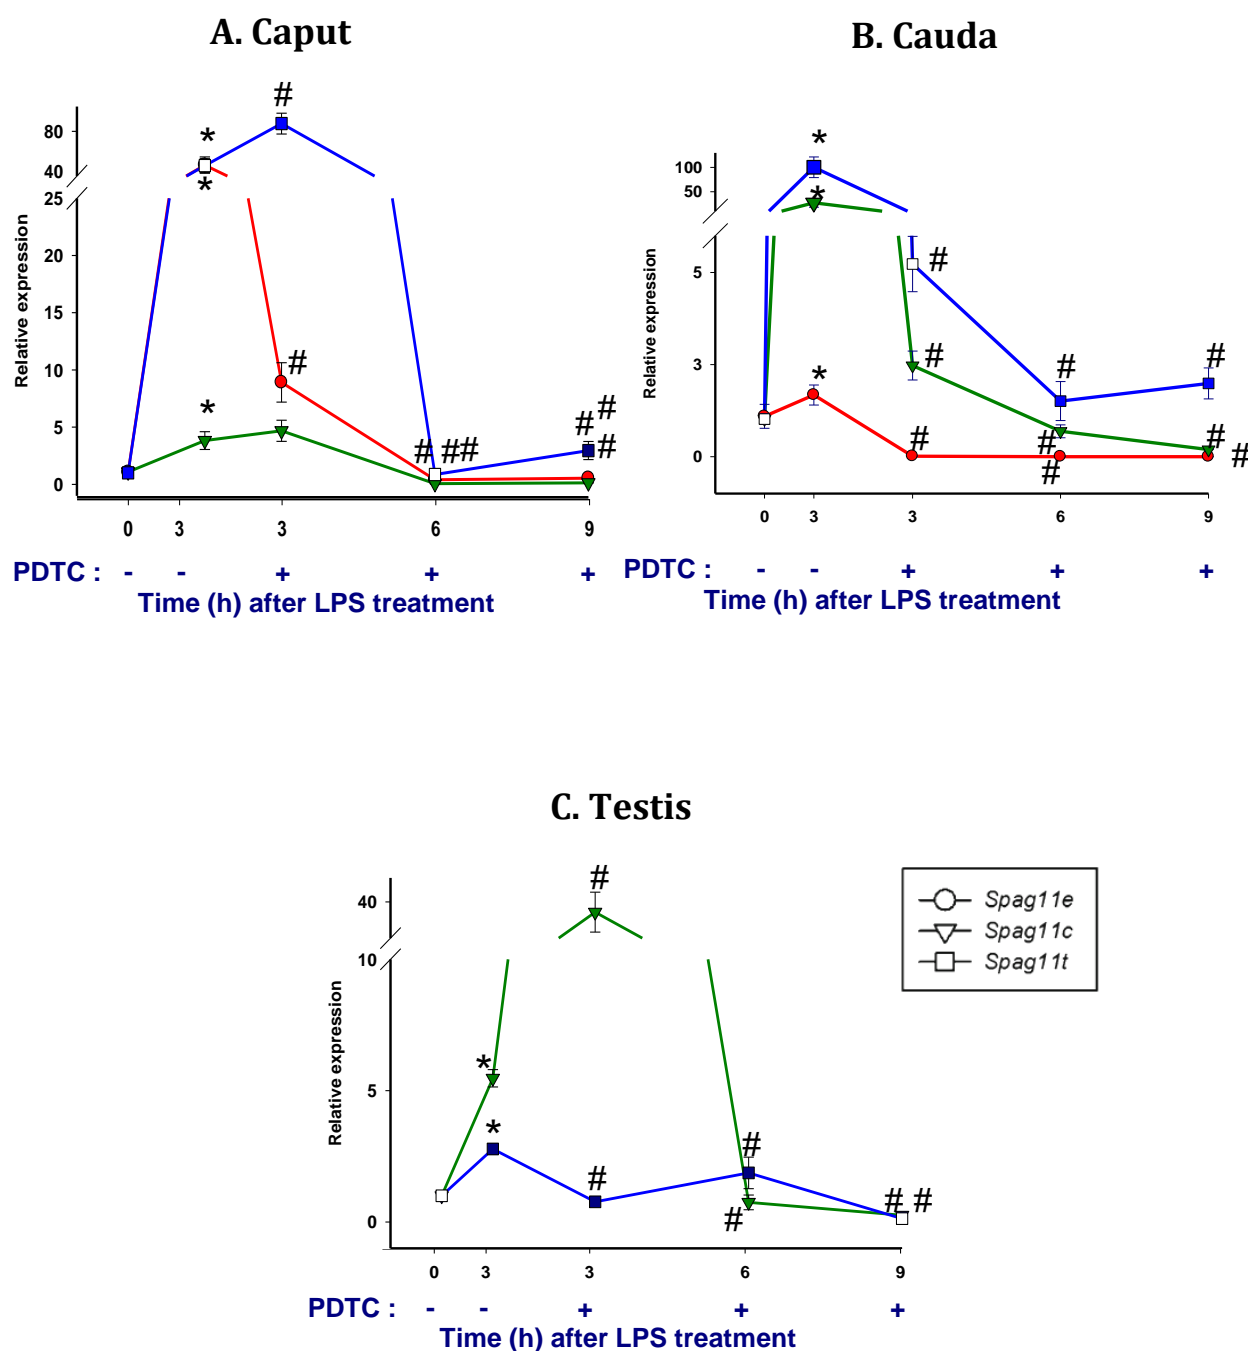 A. Caput
80
40
25
20
15
10
5
0
Relative expression
*
*
#
*
#
# # #
#
# #
#
0 3 3 6 9
PDTC : - - + + +
Time (h) after LPS treatment
B. Cauda
100
50
5
3
0
Relative expression
*
*
*
#
#
#
#
#
#
#
#
#
0 3 3 6 9
PDTC : - - + + +
Time (h) after LPS treatment
C. Testis
40
10
5
0
Relative expression
#
*
*
#
#
#
# #
0 3 3 6 9
PDTC : - - + + +
Time (h) after LPS treatment
Spag11e
Spag11c
Spag11t